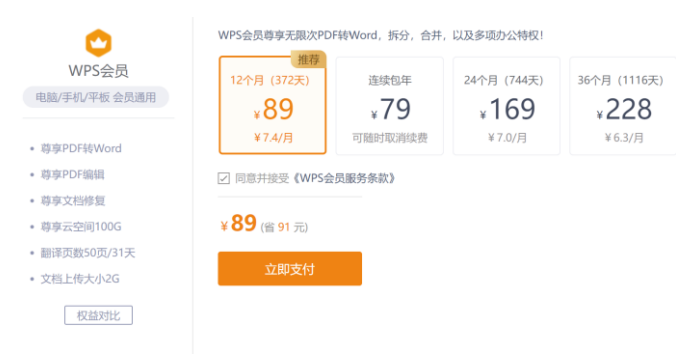 WPS会员
电脑/手机/平板 会员通用
• 尊享PDF转Word
• 尊享PDF编辑
• 尊享文档修复
• 尊享云空间100G
• 翻译页数50页/31天
• 文档上传大小2G
权益对比
WPS会员尊享无限次PDF转Word，拆分，合并，以及多项办公特权！
推荐
12个月（372天）
¥89
¥7.4/月
连续包年
¥79
可随时取消续费
24个月（744天）
¥169
¥7.0/月
36个月（1116天）
¥228
¥6.3/月
同意并接受《WPS会员服务条款》
¥89 (省 91 元)
立即支付